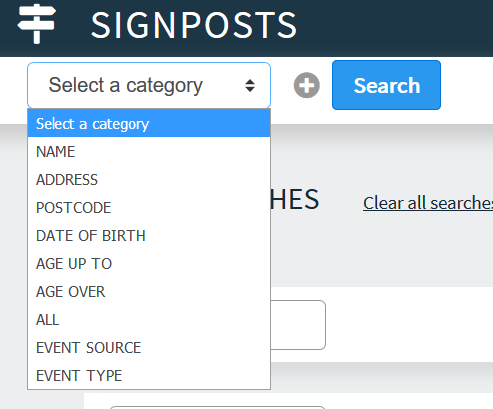 SIGNPOSTS
Select a category
Search
Select a category
NAME
ADDRESS
POSTCODE
DATE OF BIRTH
AGE UP TO
AGE OVER
ALL
EVENT SOURCE
EVENT TYPE
HES
Clear all searches